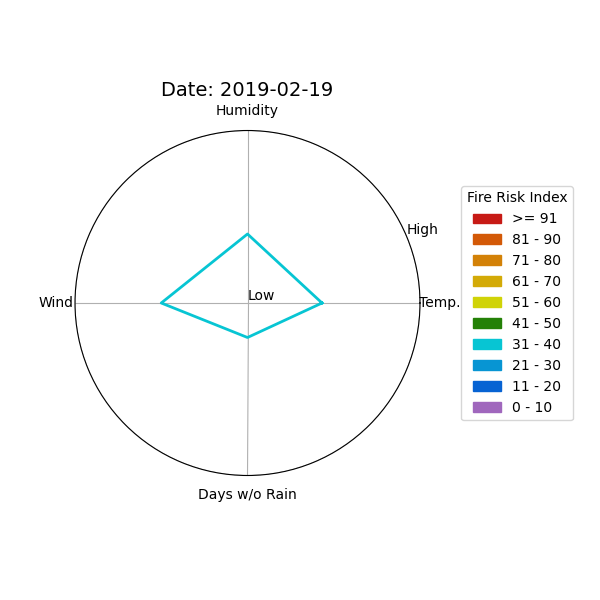 Date: 2019-02-19
Humidity
High
Low
Wind
Temp.
Days w/o Rain
Fire Risk Index
>= 91
81 - 90
71 - 80
61 - 70
51 - 60
41 - 50
31 - 40
21 - 30
11 - 20
0 - 10